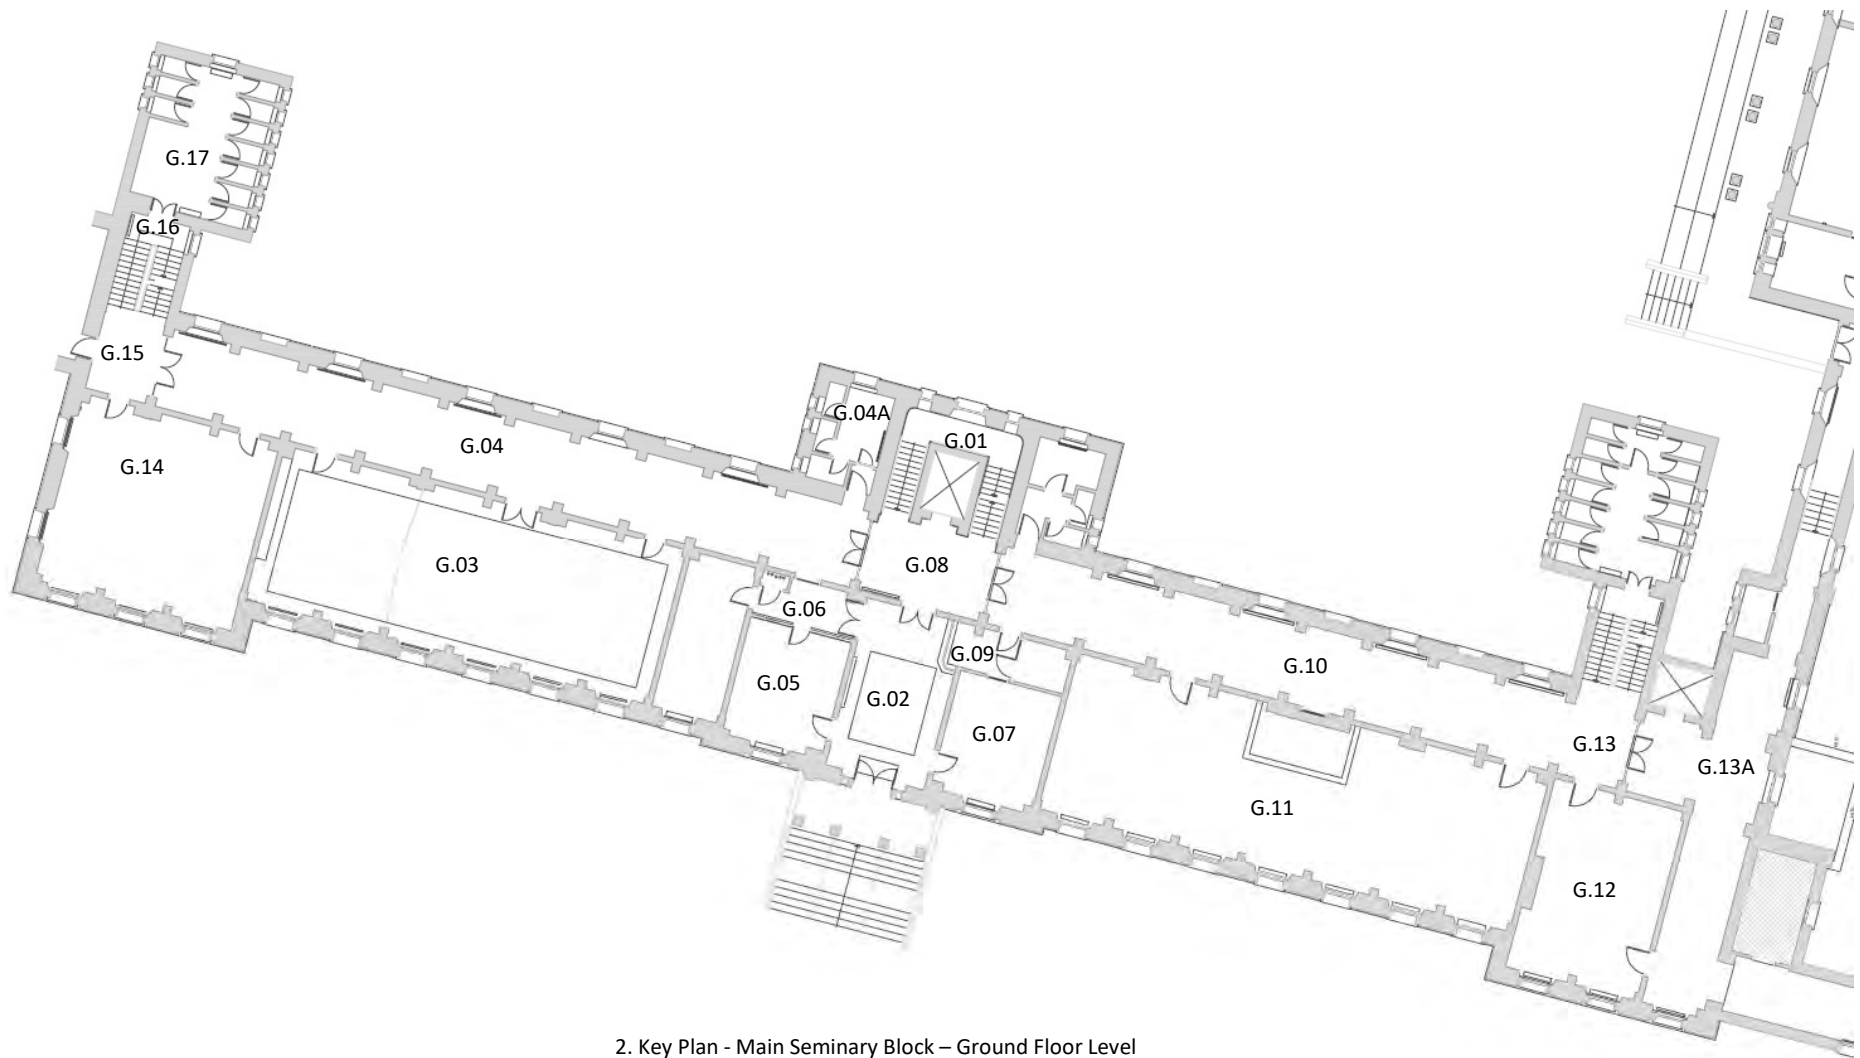 G.17
G.16
G.15
G.04A
G.01
G.04
G.14
G.03
G.08
G.06
G.09
G.10
G.05
G.02
G.07
G.13
G.13A
G.11
G.12
2. Key Plan - Main Seminary Block – Ground Floor Level